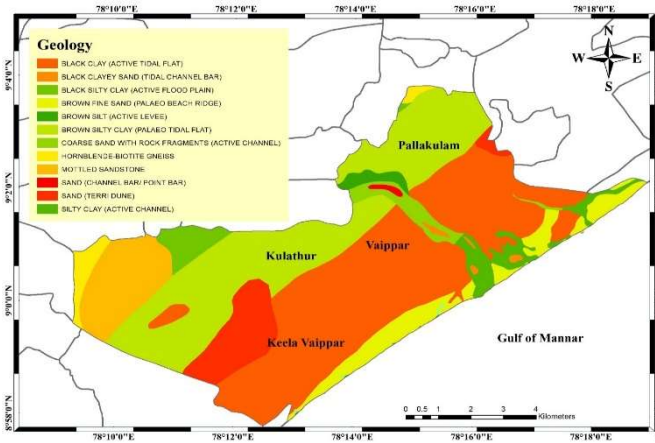 78°10'0"E 78°12'0"E 78°14'0"E 78°16'0"E 78°18'0"E
Geology
BLACK CLAY (ACTIVE TIDAL FLAT)
BLACK CLAYEY SAND (TIDAL CHANNEL BAR)
BLACK SILTY CLAY (ACTIVE FLOOD PLAIN)
BROWN FINE SAND (PALAEO BEACH RIDGE)
BROWN SILT (ACTIVE LEVEE)
BROWN SILTY CLAY (PALAEO TIDAL FLAT)
COARSE SAND WITH ROCK FRAGMENTS (ACTIVE CHANNEL)
HORNBLENDE-BIOTITE GNEISS
MOTTLED SANDSTONE
SAND (CHANNEL BAR/ POINT BAR)
SAND (TERRI DUNE)
SILTY CLAY (ACTIVE CHANNEL)
N
W E
S
Pallakulam
Kulathur
Vaippar
Keela Vaippar
Gulf of Mannar
0 0.5 1 2 3 4
Kilometers
78°10'0"E 78°12'0"E 78°14'0"E 78°16'0"E 78°18'0"E